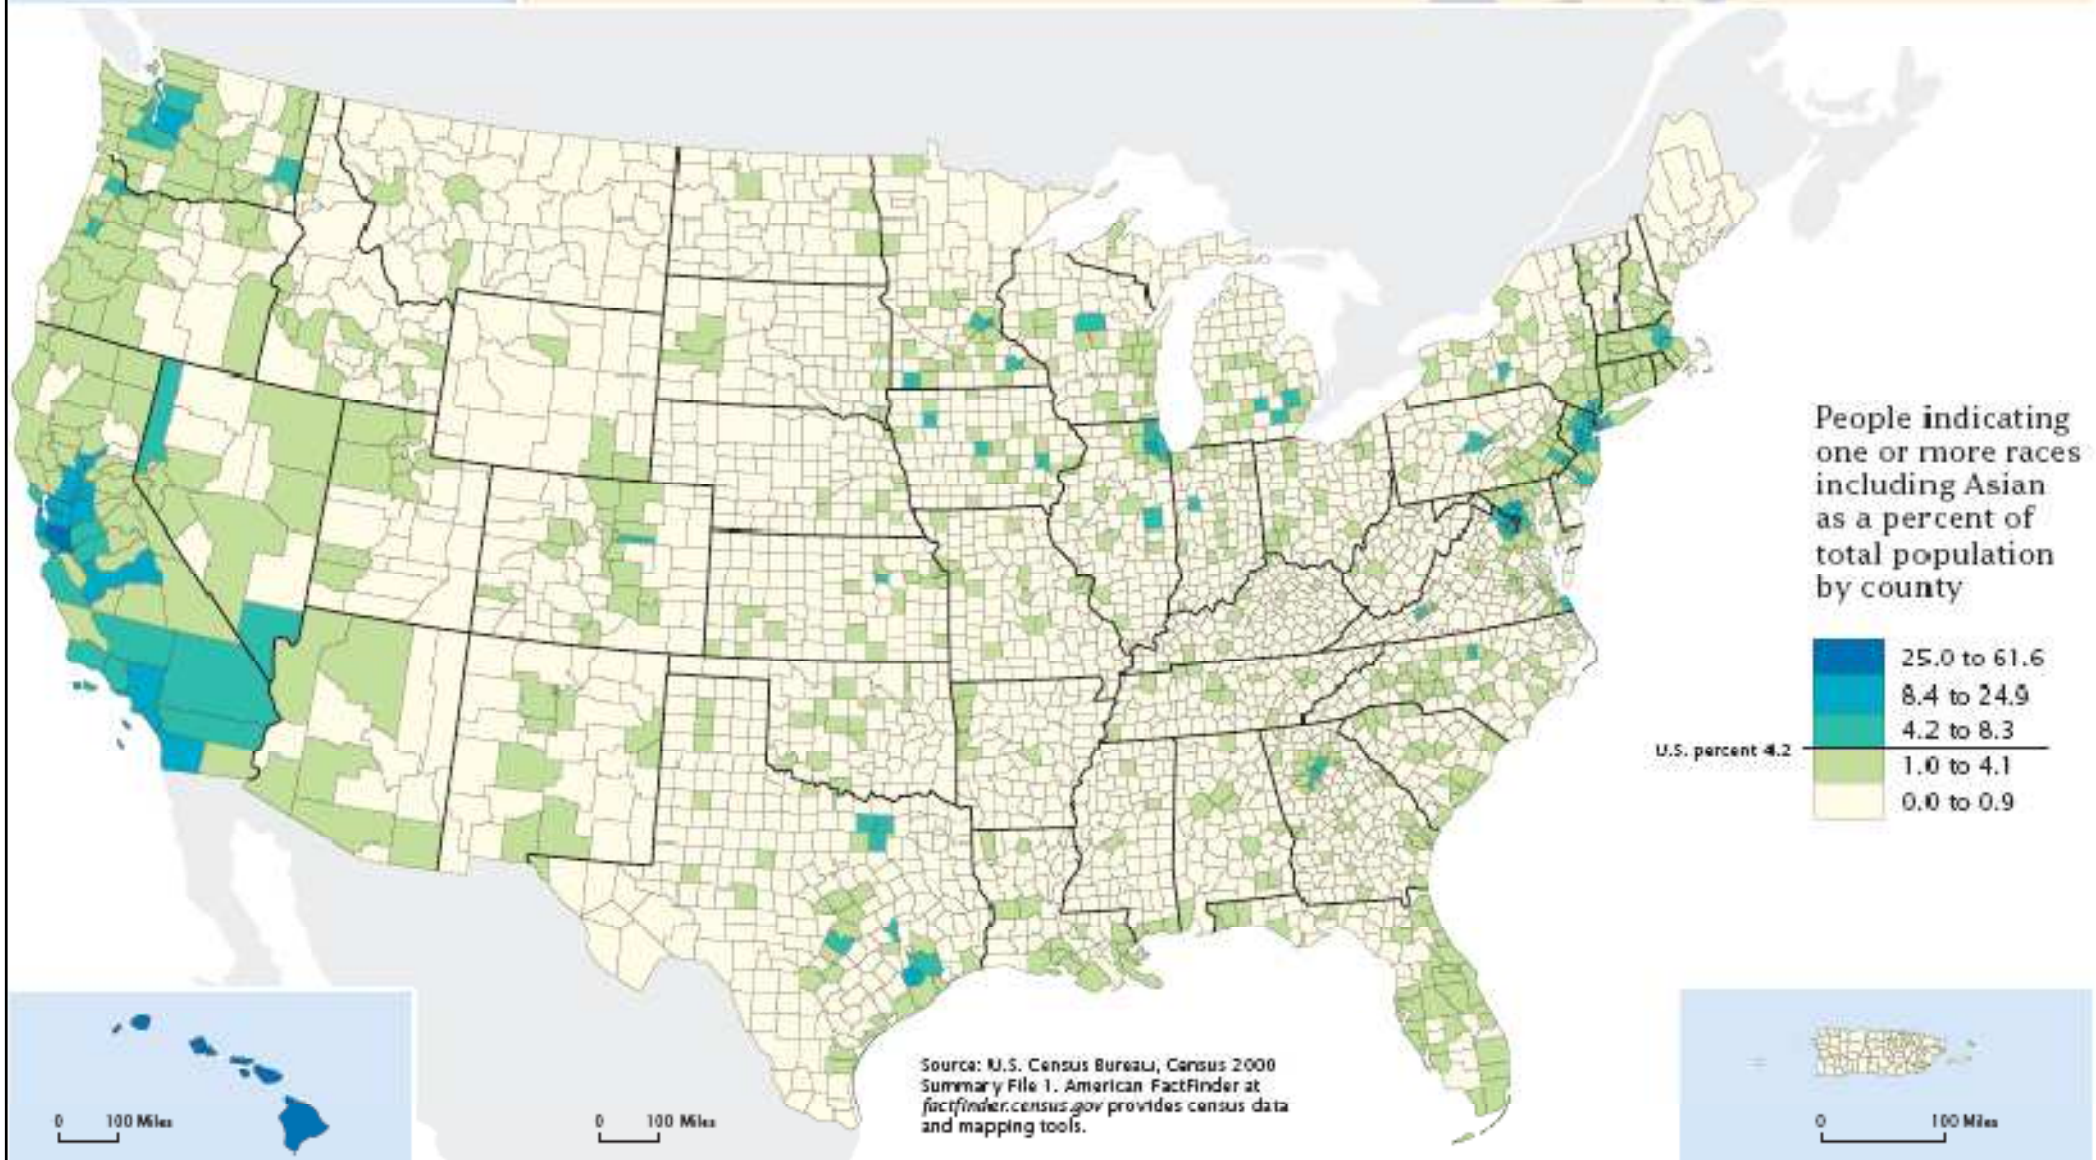 People indicating
one or more races
including Asian
as a percent of
total population
by county
25.0 to 61.6
8.4 to 24.9
4.2 to 8.3
U.S. percent 4.2
1.0 to 4.1
0.0 to 0.9
Source: U.S. Census Bureau, Census 2000
Summary File 1. American FactFinder at
factfinder.census.gov provides census data
and mapping tools.
0 100 Miles
0 100 Miles
0 100 Miles